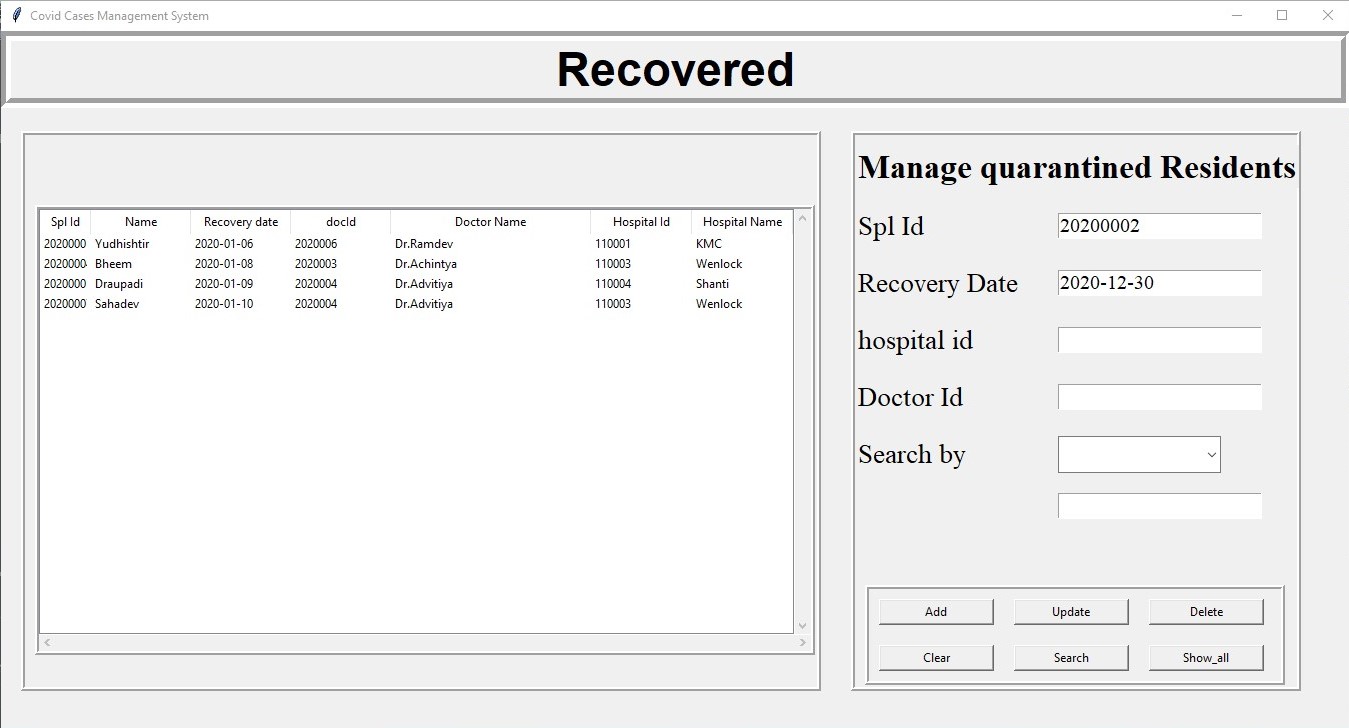 Covid Cases Management System
Recovered
Spl Id Name Recovery date docId Doctor Name Hospital Id Hospital Name
2020000 Yudhishtir 2020-01-06 2020006 Dr.Ramdev 110001 KMC
2020000 Bheem 2020-01-08 2020003 Dr.Achintya 110003 Wenlock
2020000 Draupadi 2020-01-09 2020004 Dr.Advitiya 110004 Shanti
2020000 Sahadev 2020-01-10 2020004 Dr.Advitiya 110003 Wenlock
Manage quarantined Residents
Spl Id 20200002
Recovery Date 2020-12-30
hospital id
Doctor Id
Search by
Add Update Delete
Clear Search Show_all